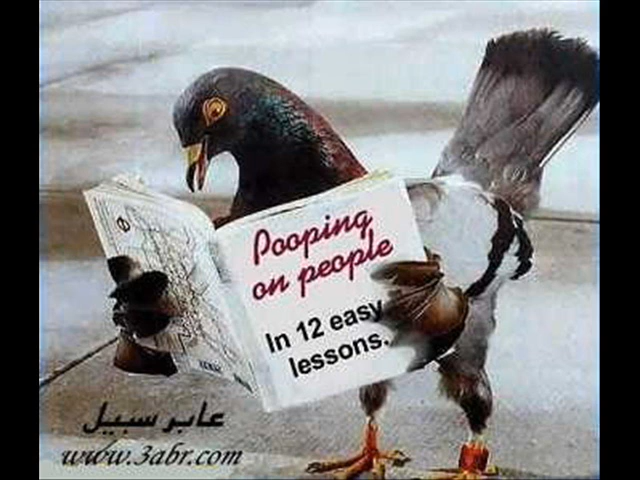 Pooping
on people
In 12 easy
lessons.
عابر سبيل
www.3abr.com